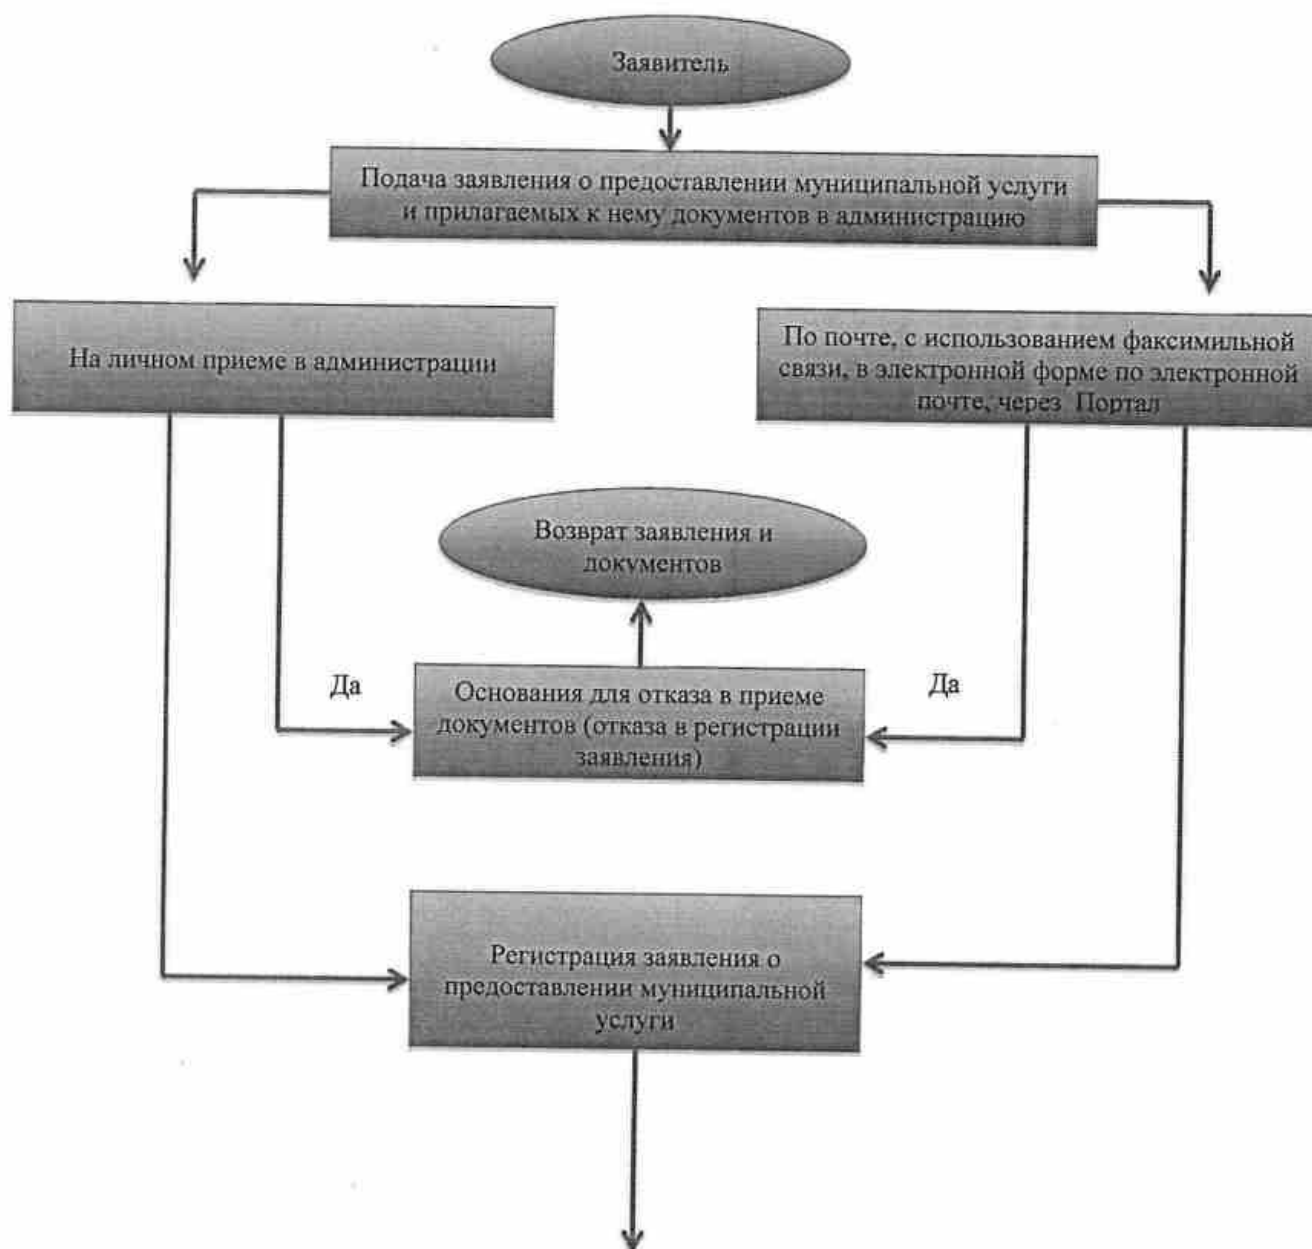 Заявитель
Подача заявления о предоставлении муниципальной услуги
и прилагаемых к нему документов в администрацию
На личном приеме в администрации
По почте, с использованием факсимильной
связи, в электронной форме по электронной
почте, через Портал
Возврат заявления и
документов
Да
Основания для отказа в приеме
документов (отказа в регистрации
заявления)
Да
Регистрация заявления о
предоставлении муниципальной
услуги